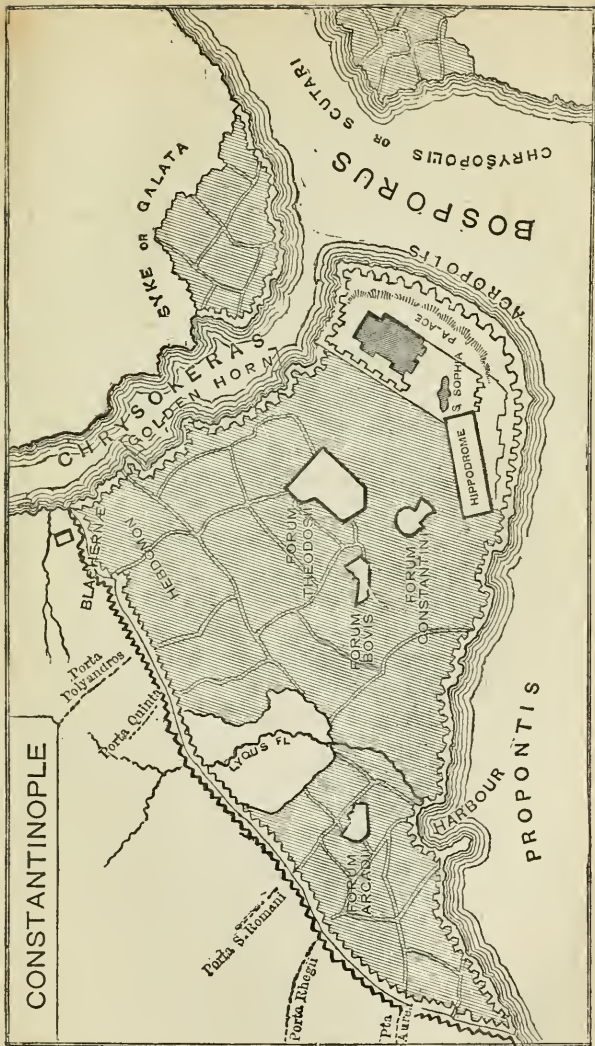 CONSTANTINOPLE
SYKE OR GALATA
CHRYSOPOLIS OR SCUTARI
BOSPORUS
CHRYSOKERAS
GOLDEN HORN
ACROPOLIS
PALACE
S SOPHIA
HIPPODROME
BLACHERNÆ
HEBDOMON
FORUM
THEODOSII
FORUM
BOVIS
FORUM
CONSTANTINI
Porta
Polyandros
Porta Quinta
LYCUS FL
FORUM
ARCADII
HARBOUR
PROPONTIS
Porta S. Romani
Porta Rhegii
Pta
Aurea